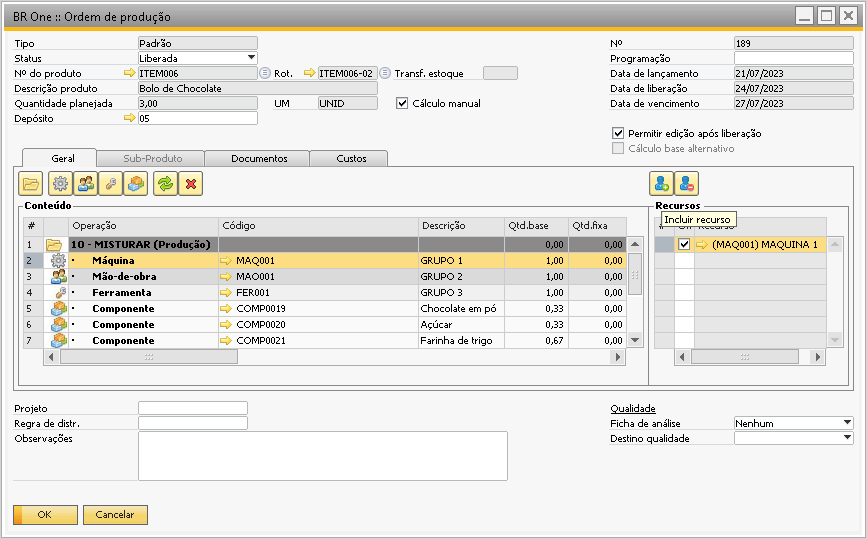 BR One :: Ordem de produção
Tipo Padrão Nº 189
Status Liberada Programação
Nº do produto ITEM006 Rot. ITEM006-02 Transf. estoque Data de lançamento 21/07/2023
Descrição produto Bolo de Chocolate Data de liberação 24/07/2023
Quantidade planejada 3,00 UM UNID Cálculo manual Data de vencimento 27/07/2023
Depósito 05
Permitir edição após liberação
Cálculo base alternativo
Geral Sub-Produto Documentos Custos
Conteúdo Recursos
Incluir recurso
# Operação Código Descrição Qtd.base Qtd.fixa
1 10 - MISTURAR (Produção) 0,00 0,00
2 Máquina MAQ001 GRUPO 1 1,00 0,00 (MAQ001) MAQUINA 1
3 Mão-de-obra MAO001 GRUPO 2 1,00 0,00
4 Ferramenta FER001 GRUPO 3 1,00 0,00
5 Componente COMP0019 Chocolate em pó 0,33 0,00
6 Componente COMP0020 Açúcar 0,33 0,00
7 Componente COMP0021 Farinha de trigo 0,67 0,00
Projeto Qualidade
Regra de distr. Ficha de análise Nenhum
Observações Destino qualidade
OK Cancelar